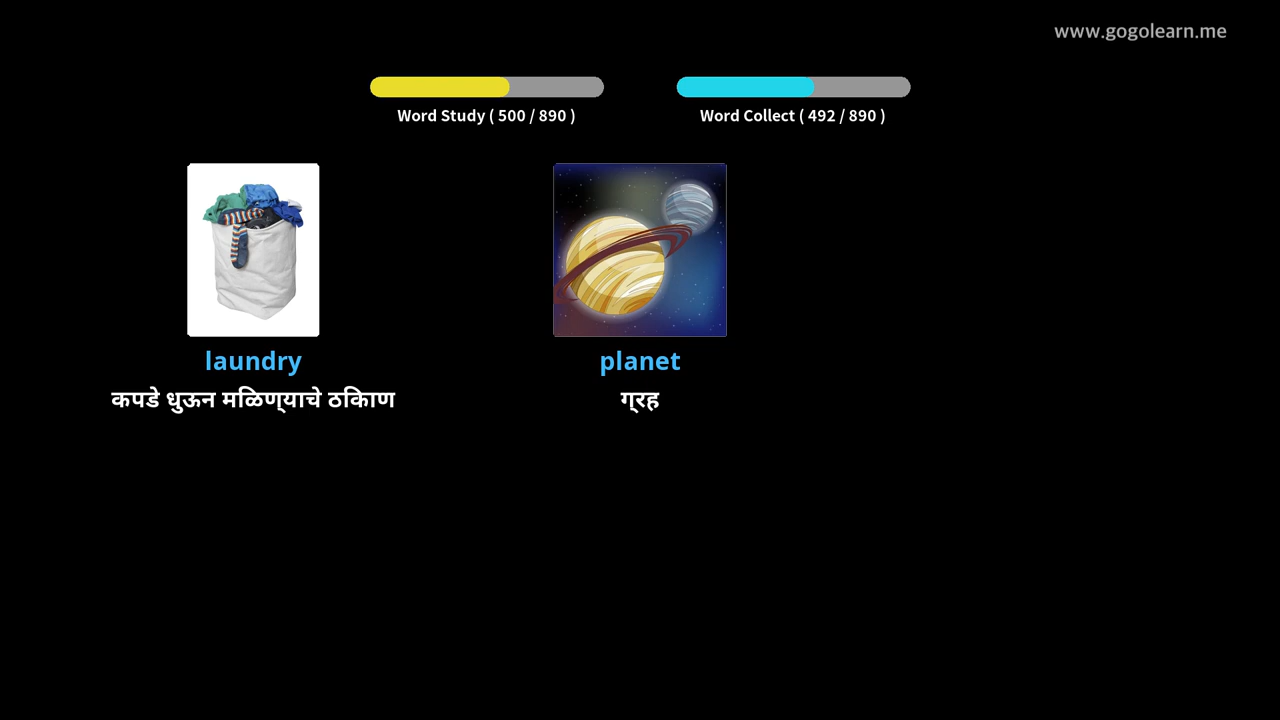 www.gogolearn.me
Word Study ( 500 / 890 )
Word Collect ( 492 / 890 )
laundry
planet
कपडे धुऊन मळिण्याचे ठकिाण
ग्रह